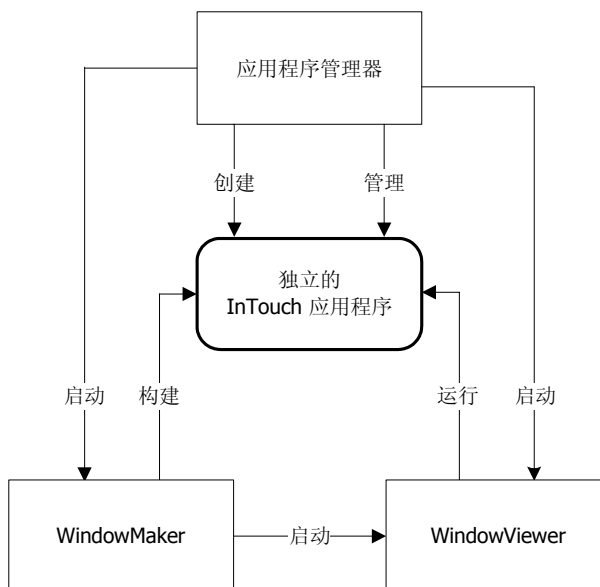 应用程序管理器
创建
管理
独立的
InTouch 应用程序
启动
构建
运行
启动
WindowMaker
启动
WindowViewer